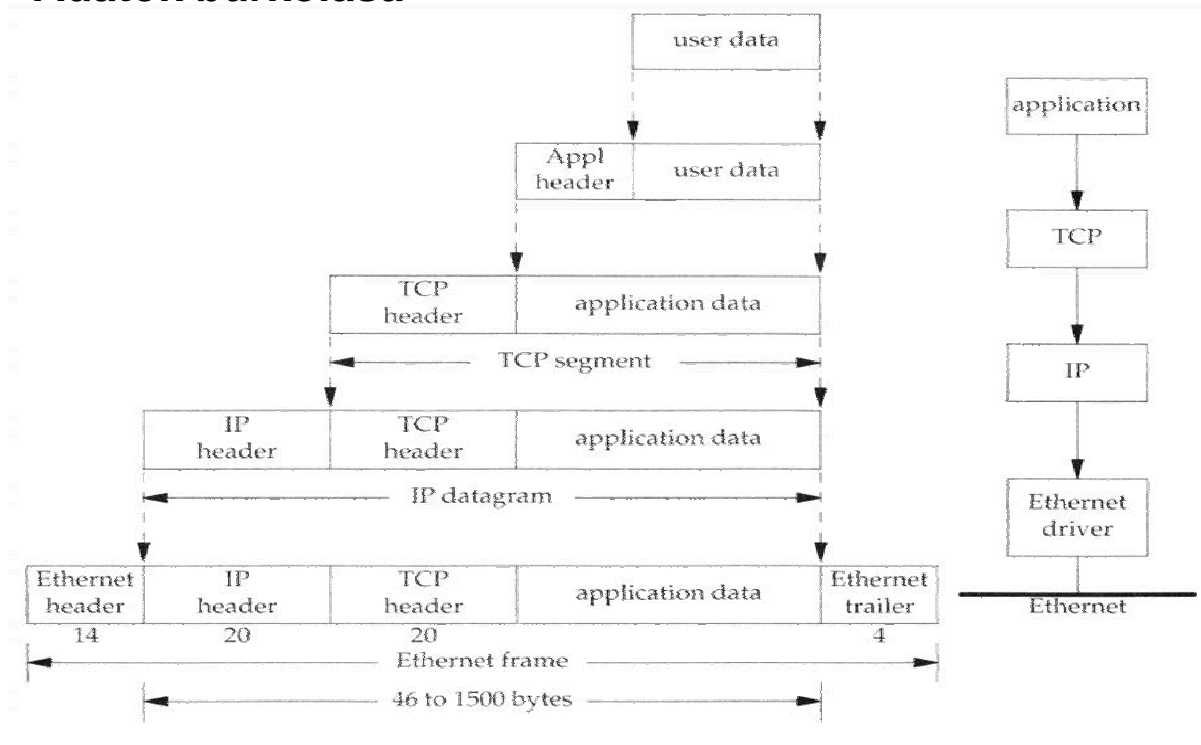 user data
application
Appl
header
user data
TCP
TCP
header
application data
TCP segment
IP
IP
header
TCP
header
application data
IP datagram
Ethernet
driver
Ethernet
header
IP
header
TCP
header
application data
Ethernet
trailer
Ethernet
14
20
20
4
Ethernet frame
46 to 1500 bytes